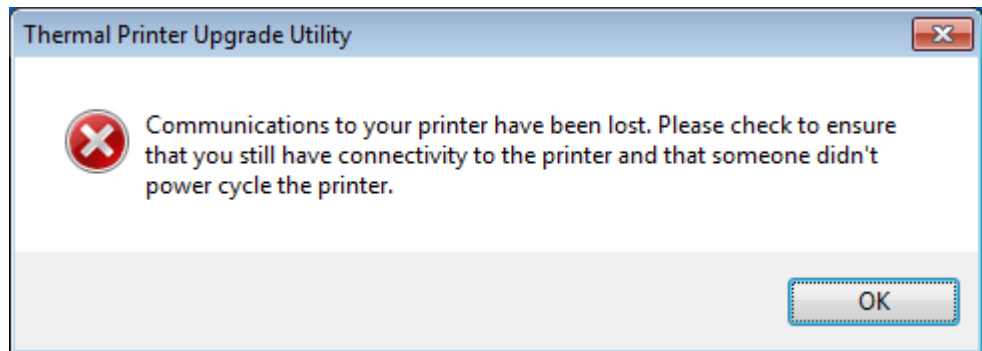 Thermal Printer Upgrade Utility
Communications to your printer have been lost. Please check to ensure
that you still have connectivity to the printer and that someone didn't
power cycle the printer.
OK